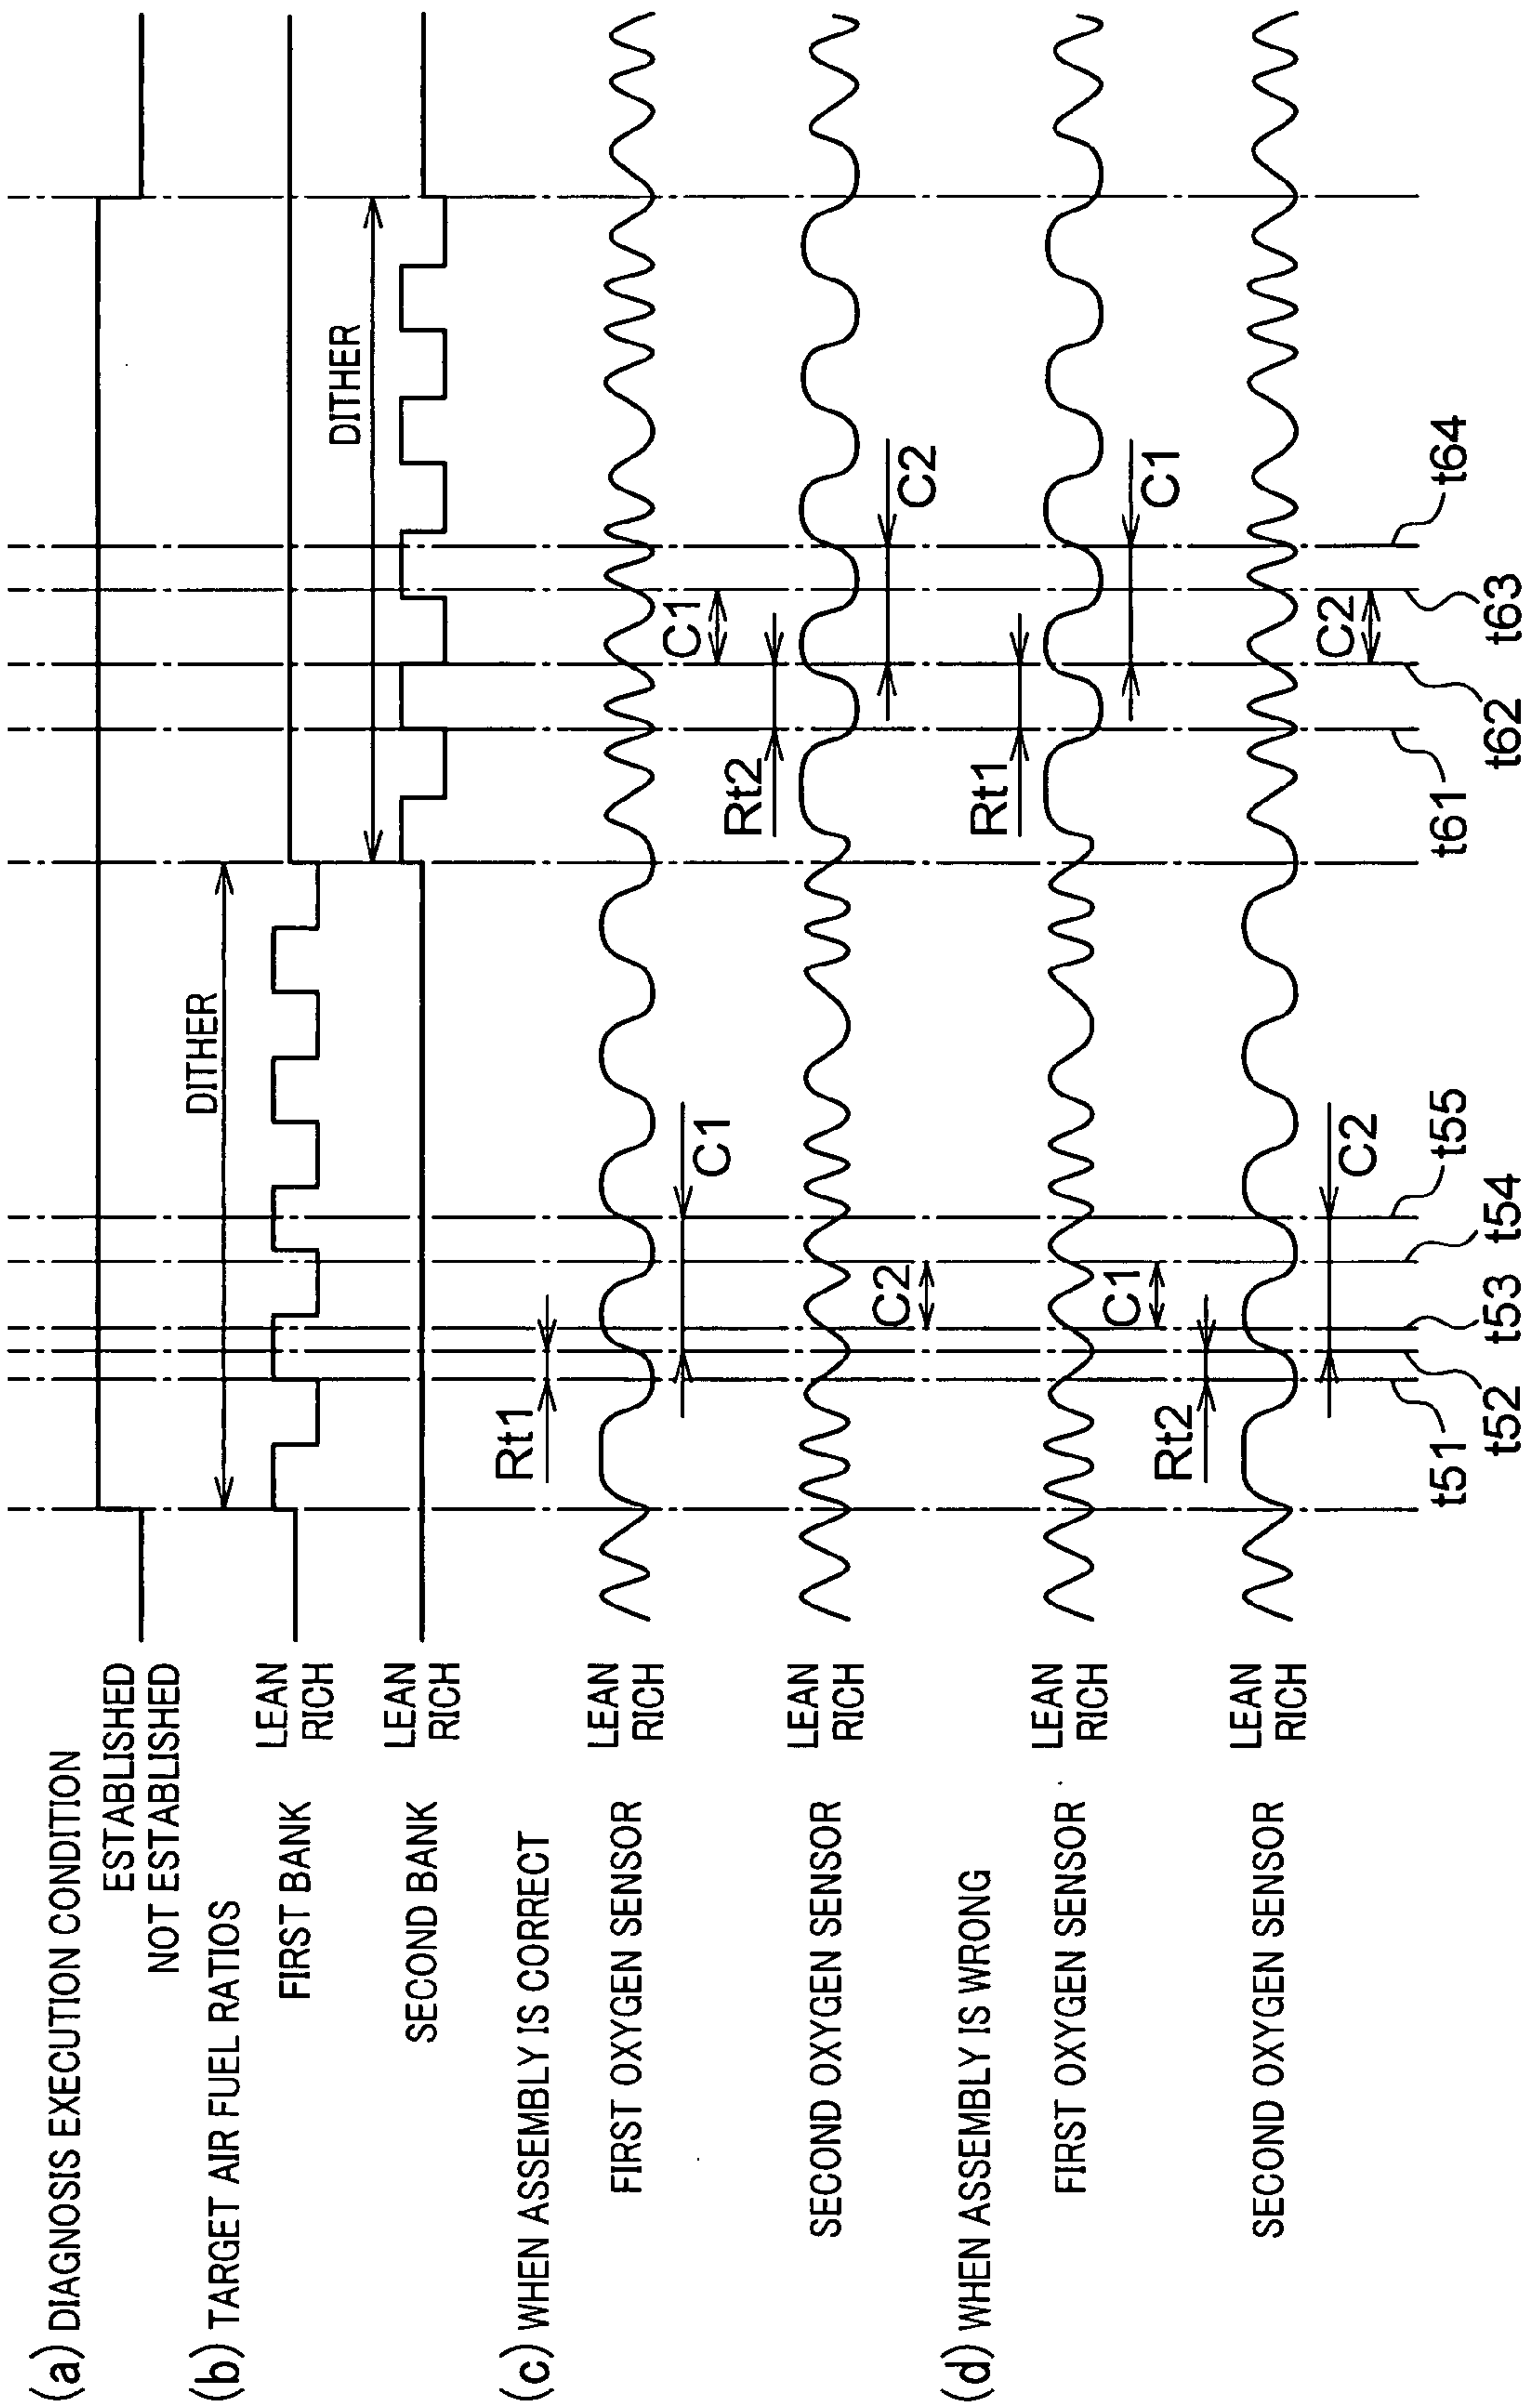 (a) DIAGNOSIS EXECUTION CONDITION
ESTABLISHED
NOT ESTABLISHED
(b) TARGET AIR FUEL RATIOS
FIRST BANK
LEAN
RICH
DITHER
SECOND BANK
LEAN
RICH
DITHER
(c) WHEN ASSEMBLY IS CORRECT
FIRST OXYGEN SENSOR
LEAN
RICH
Rt1
C1
C1
SECOND OXYGEN SENSOR
LEAN
RICH
C2
Rt2
C2
(d) WHEN ASSEMBLY IS WRONG
FIRST OXYGEN SENSOR
LEAN
RICH
C1
Rt1
C1
SECOND OXYGEN SENSOR
LEAN
RICH
Rt2
C2
C2
t51
t52
t53
t54
t55
t61
t62
t63
t64